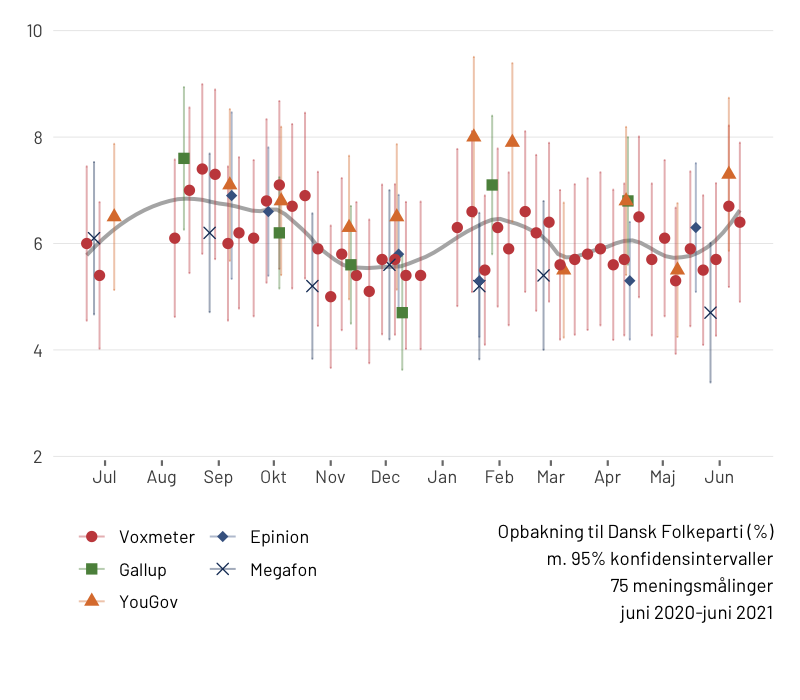 10
8
6
4
2
Jul Aug Sep Okt Nov Dec Jan Feb Mar Apr Maj Jun
Voxmeter Epinion
Gallup Megafon
YouGov
Opbakning til Dansk Folkeparti (%)
m. 95% konfidensintervaller
75 meningsmålinger
juni 2020-juni 2021